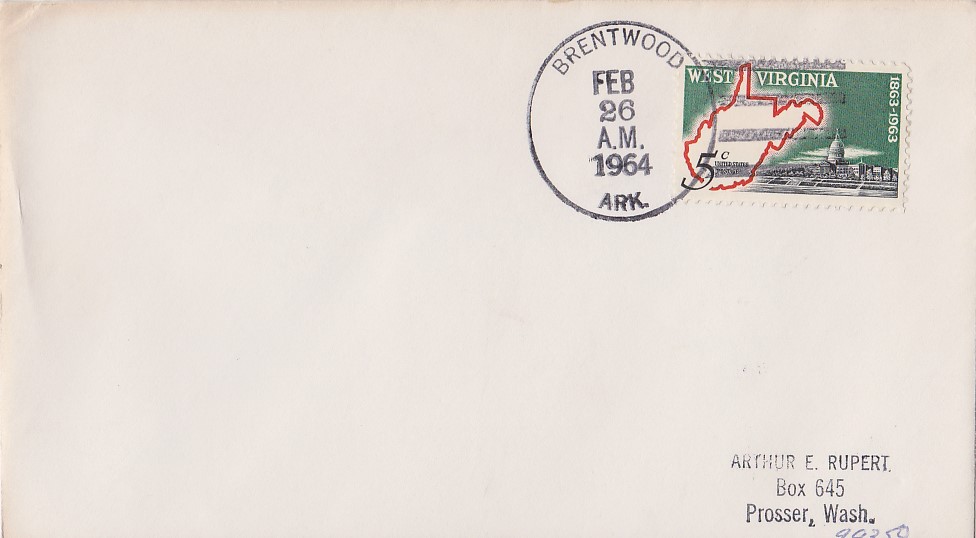 BRENTWOOD
FEB
26
A.M.
1964
ARK.
WEST VIRGINIA
1863-1963
5c
UNITED STATES
POSTAGE
ARTHUR E. RUPERT
Box 645
Prosser, Wash.
99350